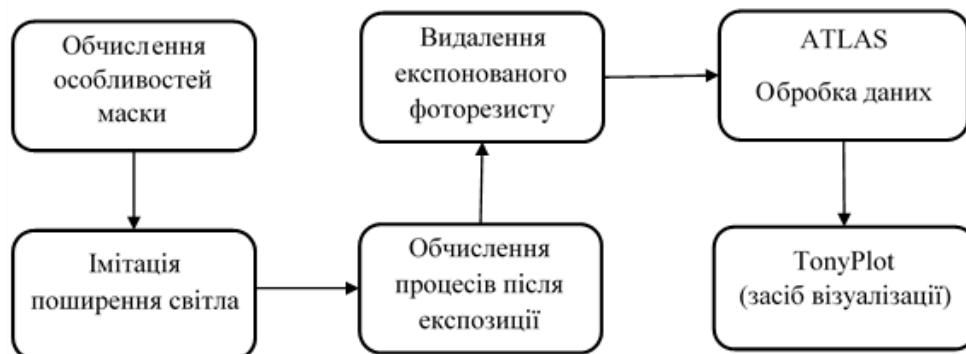 Обчислення
особливостей
маски
Імітація
поширення світла
Обчислення
процесів після
експозиції
Видалення
експонованого
фоторезисту
ATLAS
Обробка даних
TonyPlot
(засіб візуалізації)